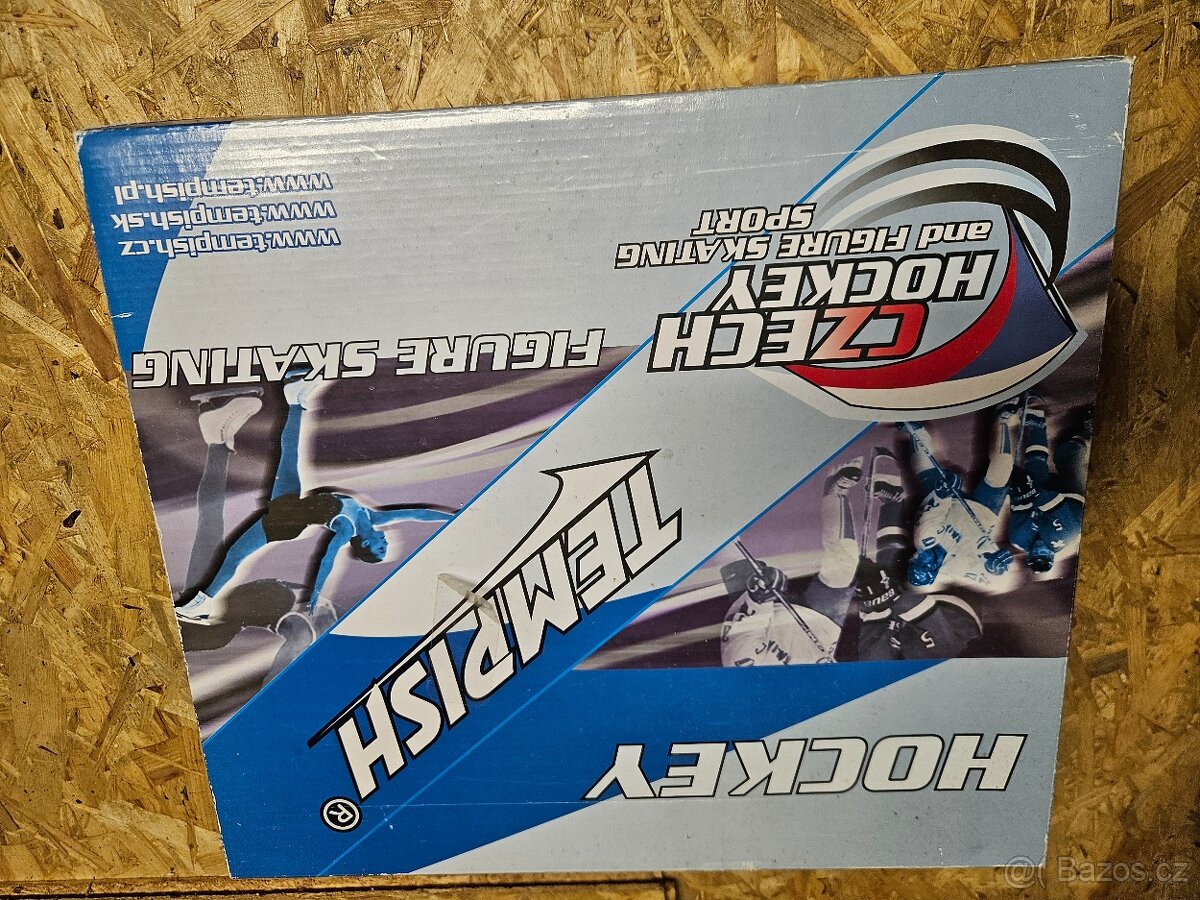 HOCKEY
TEMPISH®
CZECH
HOCKEY
and FIGURE SKATING
SPORT
FIGURE SKATING
www.tempish.cz
www.tempish.sk
www.tempish.pl
Bazos.cz